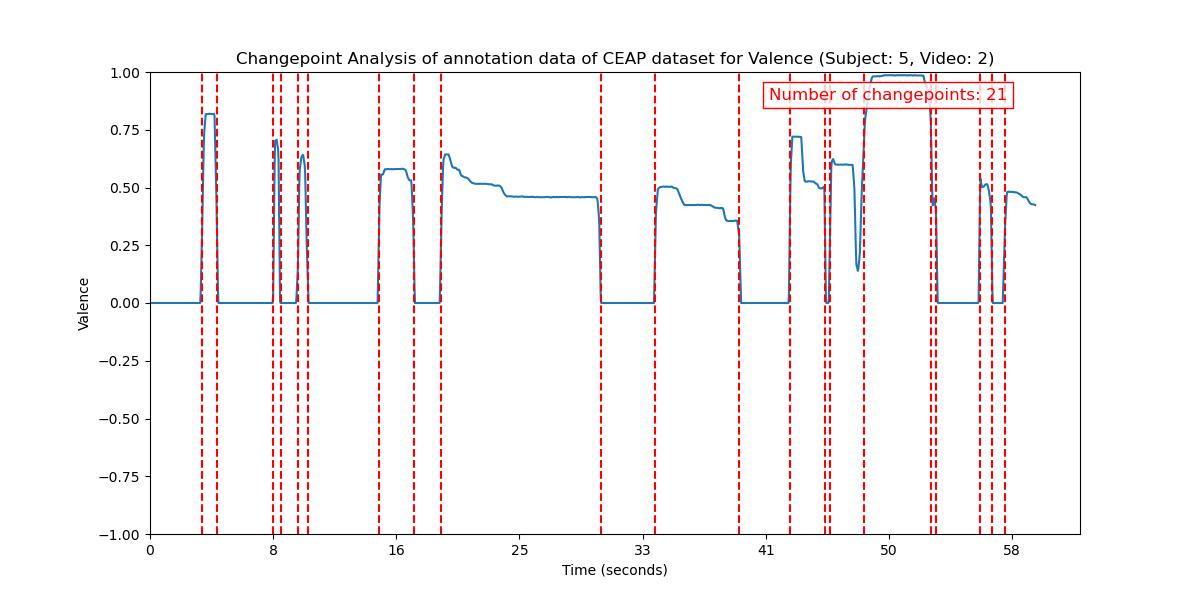 Changepoint Analysis of annotation data of CEAP dataset for Valence (Subject: 5, Video: 2)
Number of changepoints: 21
1.00
0.75
0.50
0.25
0.00
−0.25
−0.50
−0.75
−1.00
Valence
0 8 16 25 33 41 50 58
Time (seconds)